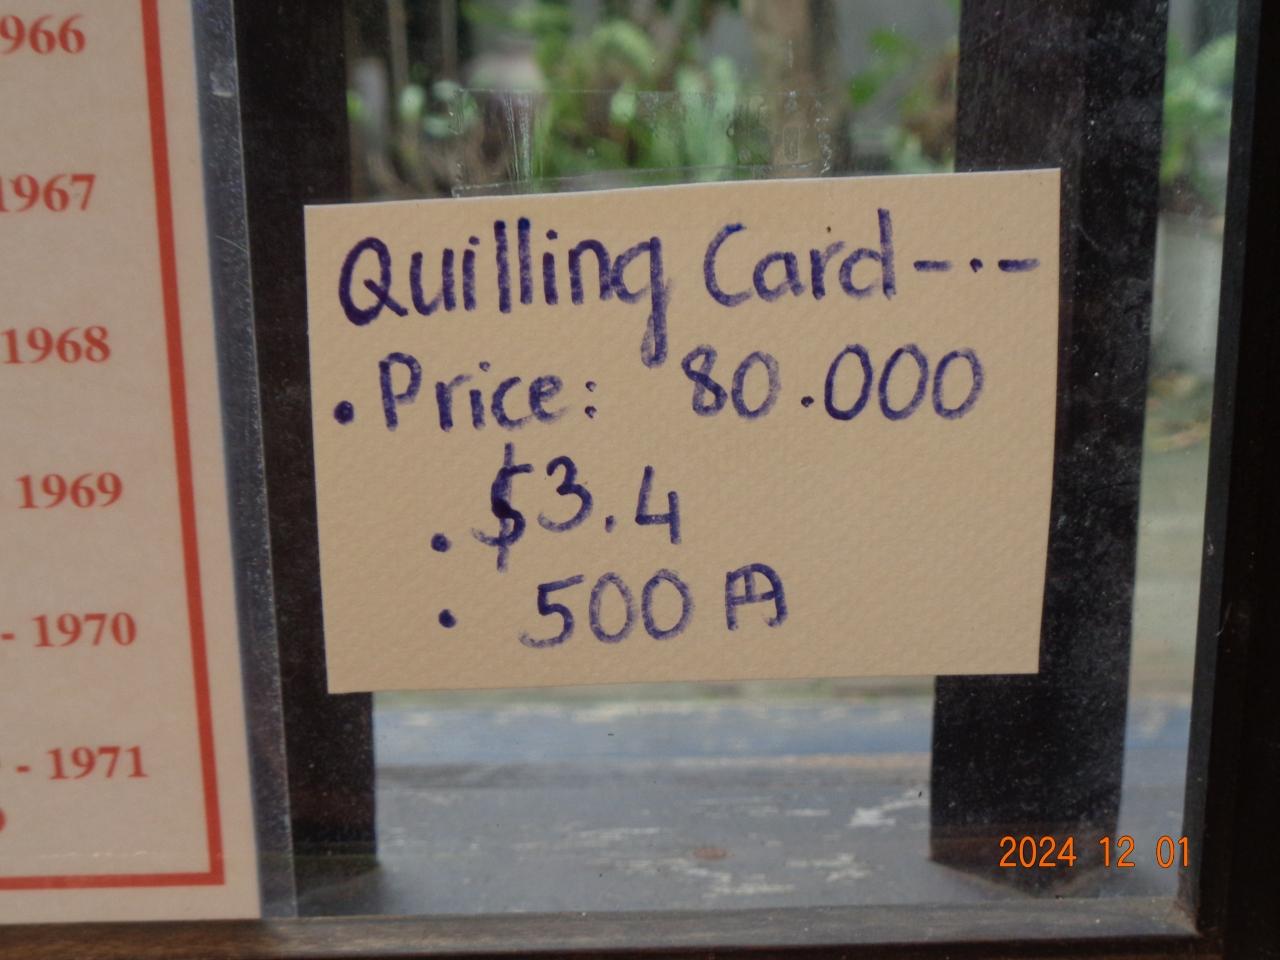 966
1967
1968
1969
- 1970
- 1971
Quilling Card-·-
• Price: 80.000
• $3.4
• 500
2024 12 01